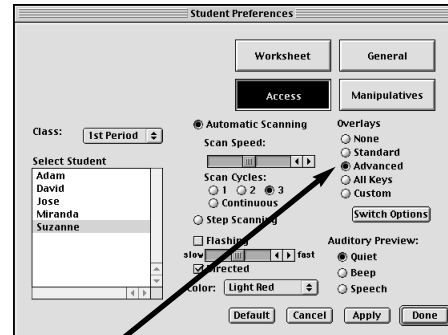 Student Preferences
Worksheet
General
Access
Manipulatives
Class:
1st Period
Select Student
Adam
David
Jose
Miranda
Suzanne
Automatic Scanning
Scan Speed:
Scan Cycles:
1 2 3
Continuous
Step Scanning
Flashing
slow fast
Directed
Color: Light Red
Overlays
None
Standard
Advanced
All Keys
Custom
Switch Options
Auditory Preview:
Quiet
Beep
Speech
Default Cancel Apply Done